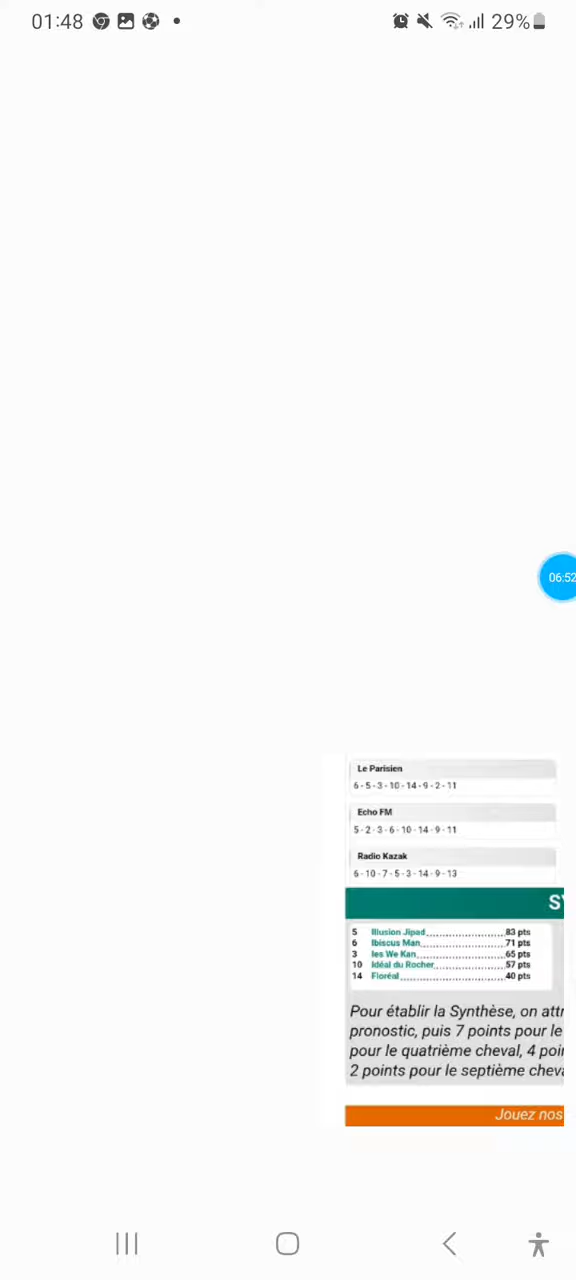 01:48
29%
06:52
Le Parisien
6 - 5 - 3 - 10 - 14 - 9 - 2 - 11
Echo FM
5 - 2 - 3 - 6 - 10 - 14 - 9 - 11
Radio Kazak
6 - 10 - 7 - 5 - 3 - 14 - 9 - 13
5 Illusion Jipad 83 pts
6 Ibiscus Man 71 pts
3 Ies We Kan 65 pts
10 Idéal du Rocher 57 pts
14 Floréal 40 pts
Pour établir la Synthèse, on
pronostic, puis 7 points pour le
pour le quatrième cheval, 4
2 points pour le septième
Jouez nos